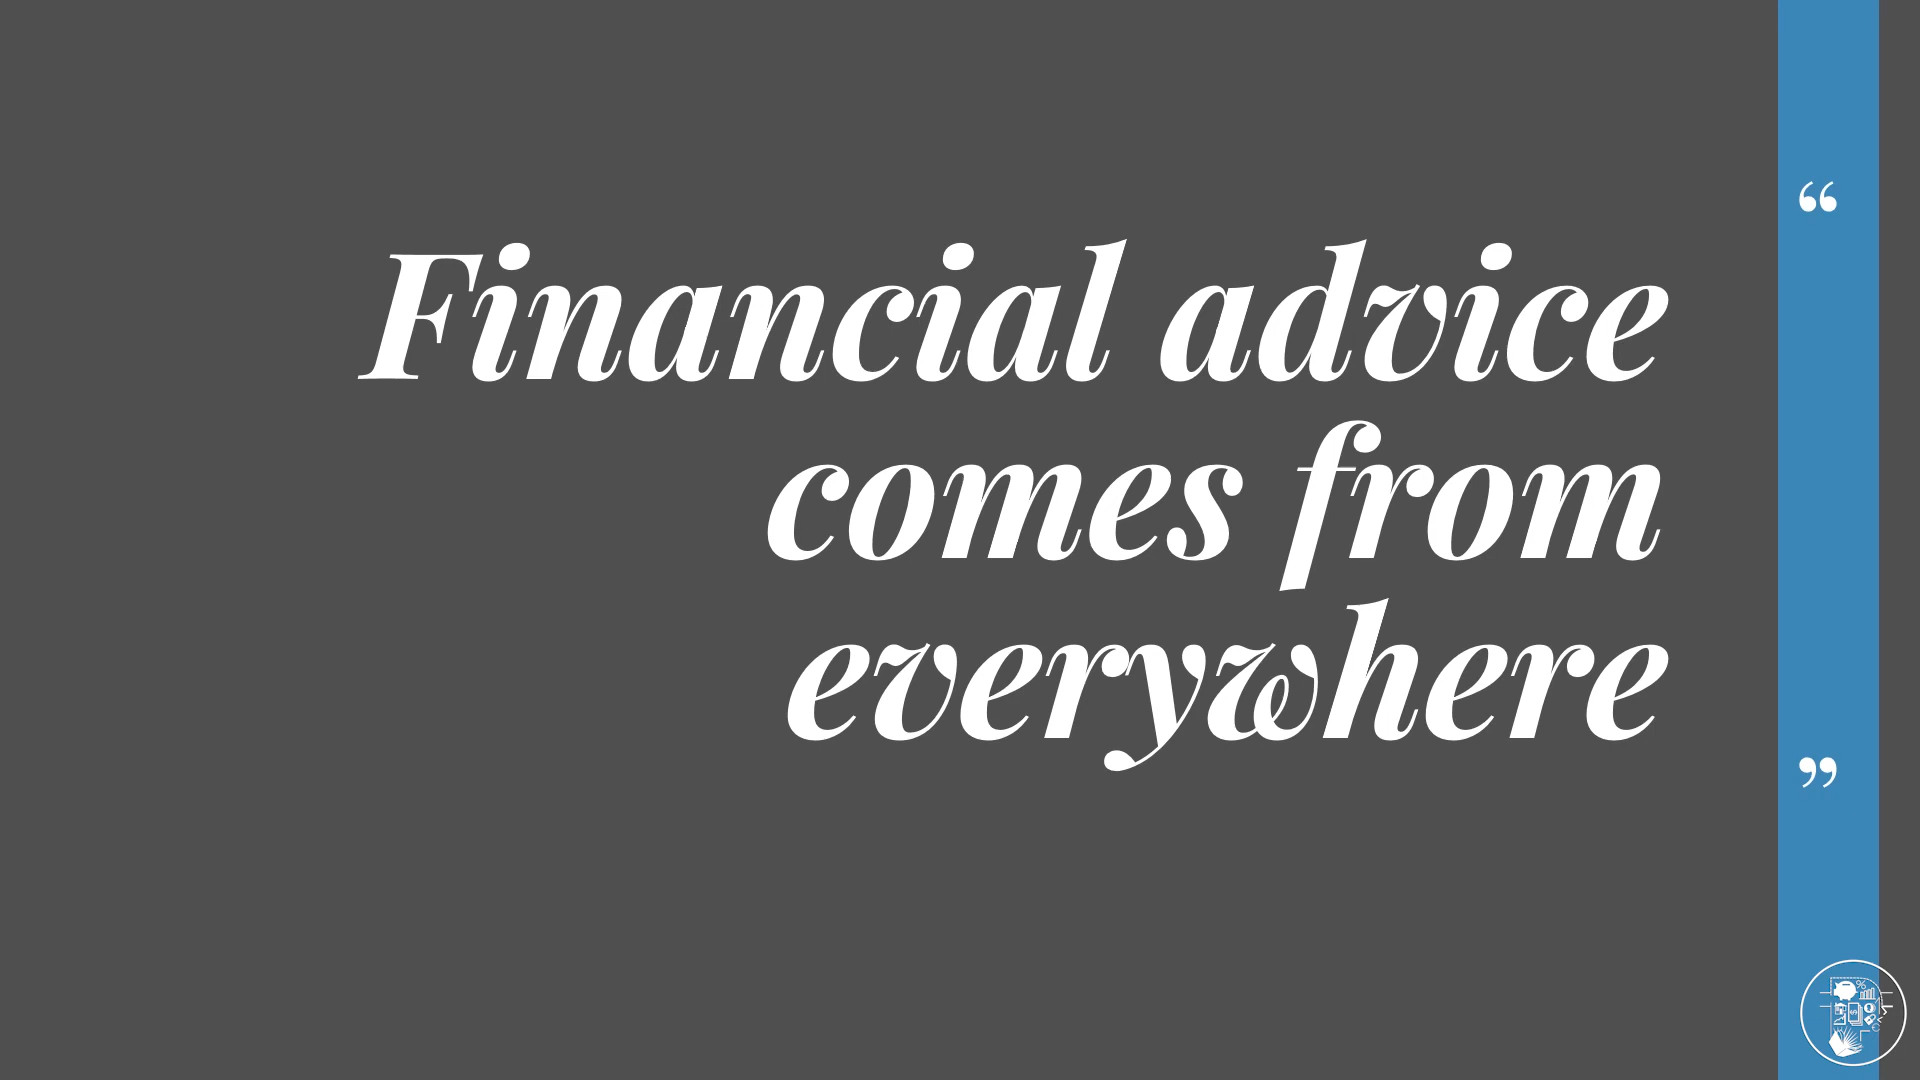 “
Financial advice
comes from
everywhere
”